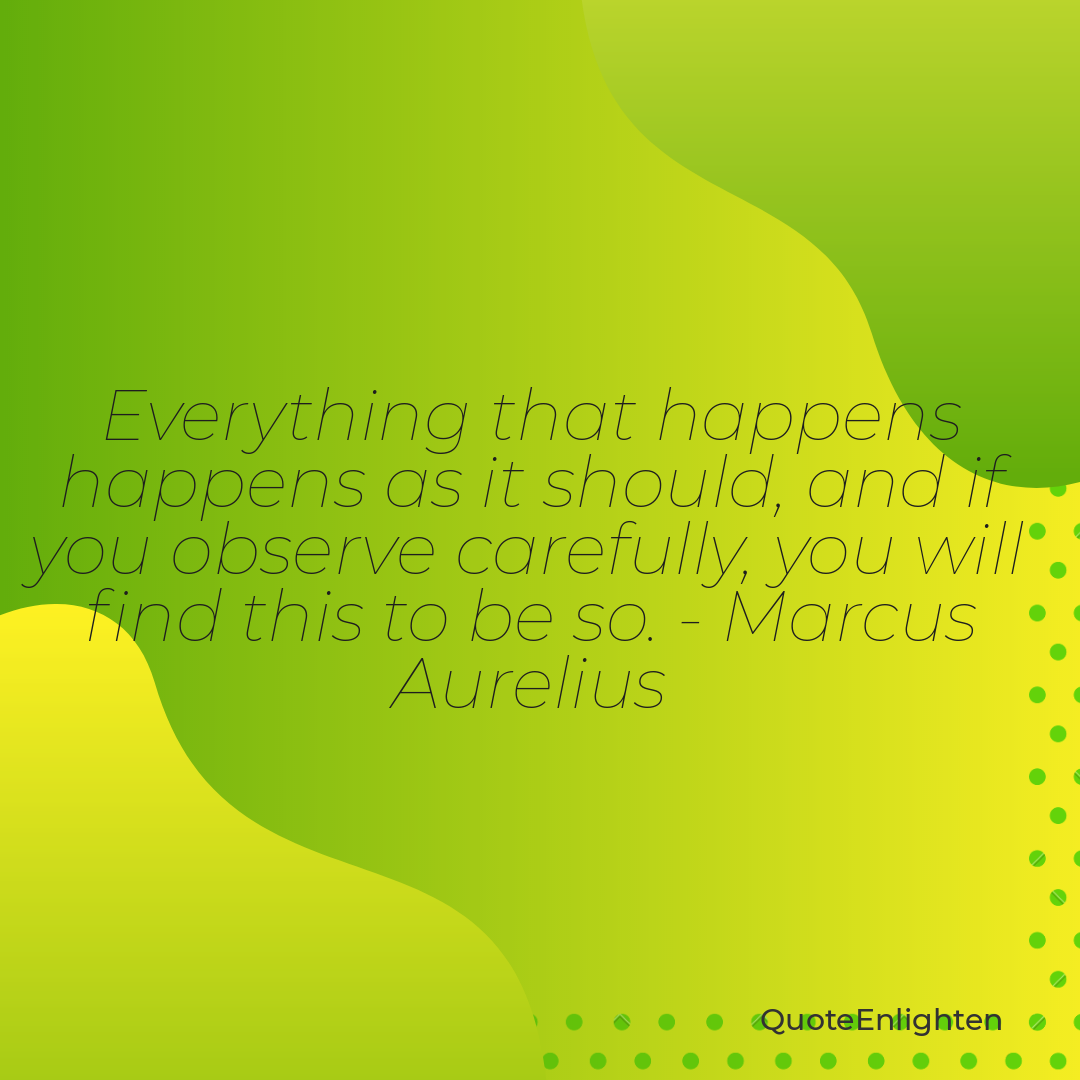 Everything that happens
happens as it should, and if
you observe carefully, you will
find this to be so. - Marcus
Aurelius
QuoteEnlighten